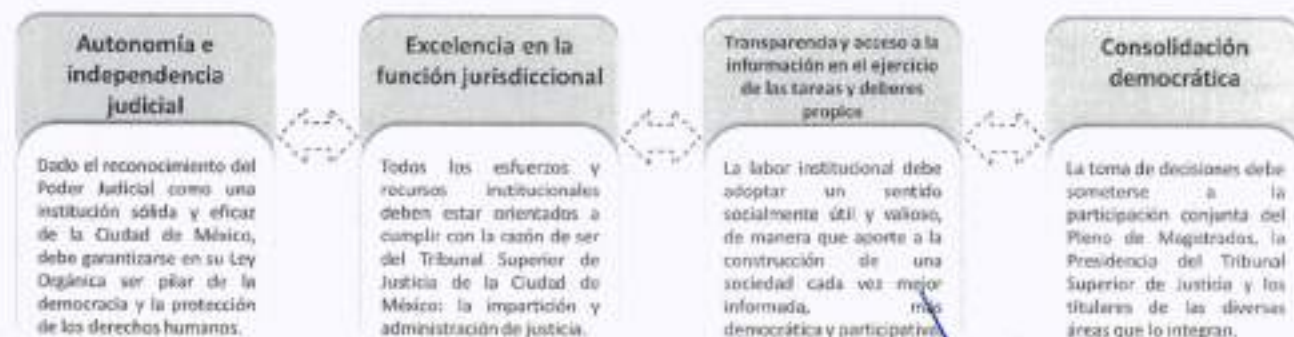 Autonomía e
independencia
judicial
Dado el reconocimiento del
Poder Judicial como una
institución sólida y eficaz
de la Ciudad de México,
debe garantizarse en su Ley
Orgánica ser pilar de la
democracia y la protección
de los derechos humanos.
Excelencia en la
función jurisdiccional
Todos los esfuerzos y
recursos institucionales
deben estar orientados a
cumplir con la razón de ser
del Tribunal Superior de
Justicia de la Ciudad de
México: la impartición y
administración de justicia.
Transparencia y acceso a la
información en el ejercicio
de las tareas y deberes
propios
La labor institucional debe
adoptar un sentido
socialmente útil y valioso,
de manera que aporte a la
construcción de una
sociedad cada vez mejor
informada, más
democrática y participativa
Consolidación
democrática
La toma de decisiones debe
someterse a la
participación conjunta del
Pleno de Magistrados, la
Presidencia del Tribunal
Superior de Justicia y los
titulares de las diversas
áreas que lo integran.